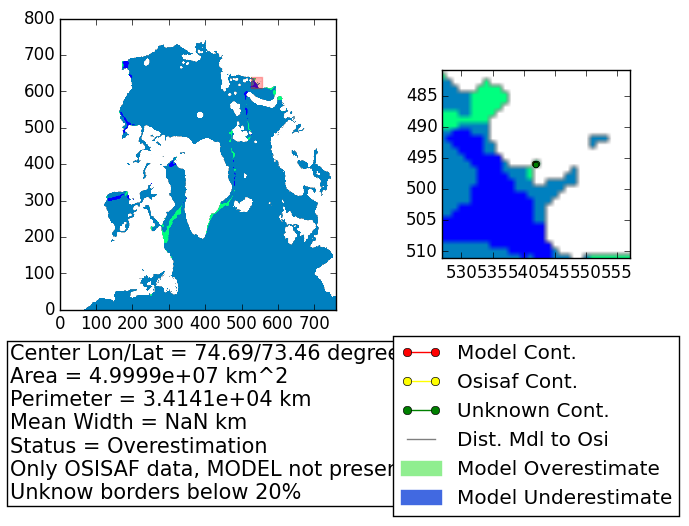 800
700
600
500
400
300
200
100
0
0 100 200 300 400 500 600 700
485
490
495
500
505
510
530 535 540 545 550 555
Center Lon/Lat = 74.69/73.46
Area = 4.9999e+07 km^2
Perimeter = 3.4141e+04 km
Mean Width = NaN km
Status = Overestimation
Only OSISAF data, MODEL not
Unknow borders below 20%
Model Cont.
Osisaf Cont.
Unknown Cont.
Dist. Mdl to Osi
Model Overestimate
Model Underestimate